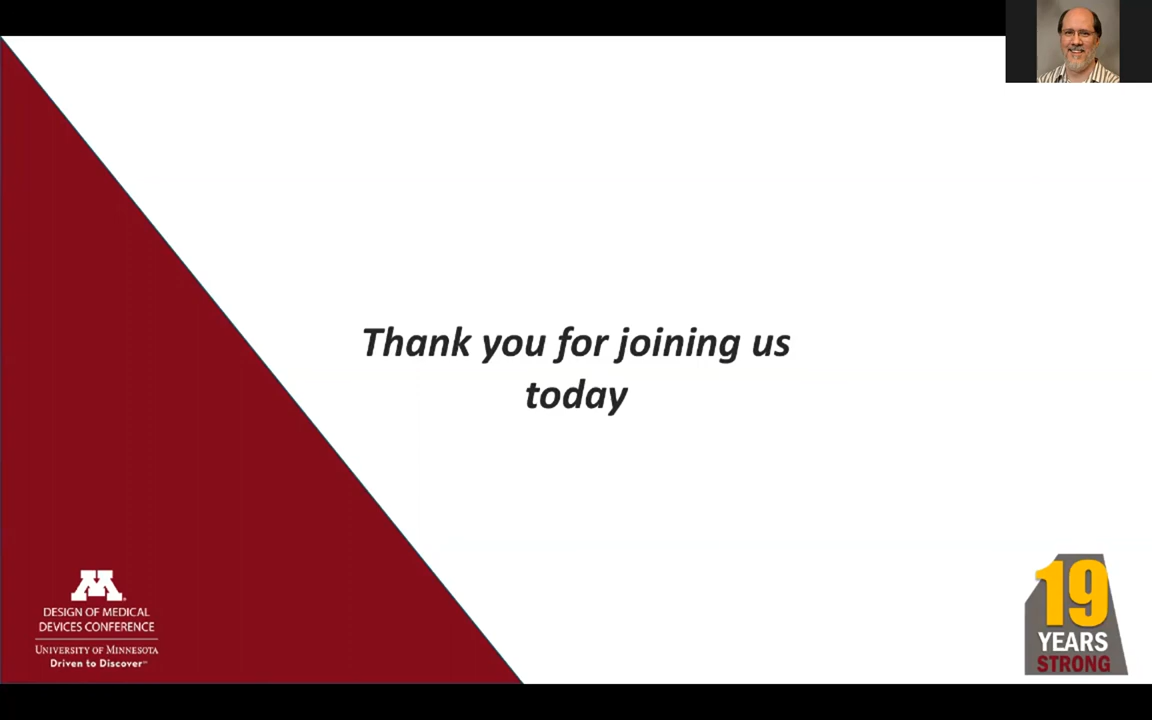 Thank you for joining us
today
M
DESIGN OF MEDICAL
DEVICES CONFERENCE
UNIVERSITY OF MINNESOTA
Driven to Discover℠
19
YEARS
STRONG